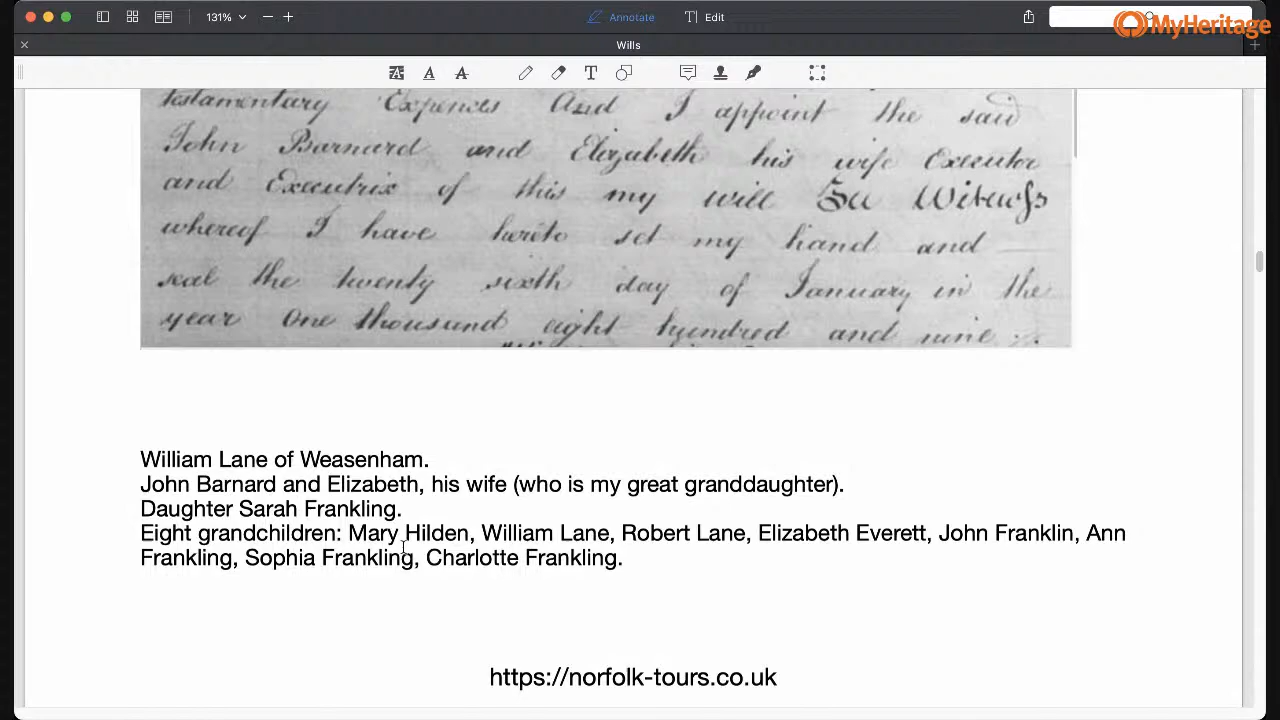 131%
Annotate
Edit
MyHeritage
Wills
testamentary Expences And I appoint the said
John Barnard and Elizabeth his wife Executor
and Executrix of this my will In Witness
whereof I have hereto set my hand and
seal the twenty sixth day of January in the
year One thousand eight hundred and nine
William Lane of Weasenham.
John Barnard and Elizabeth, his wife (who is my great granddaughter).
Daughter Sarah Frankling.
Eight grandchildren: Mary Hilden, William Lane, Robert Lane, Elizabeth Everett, John Franklin, Ann
Frankling, Sophia Frankling, Charlotte Frankling.
https://norfolk-tours.co.uk